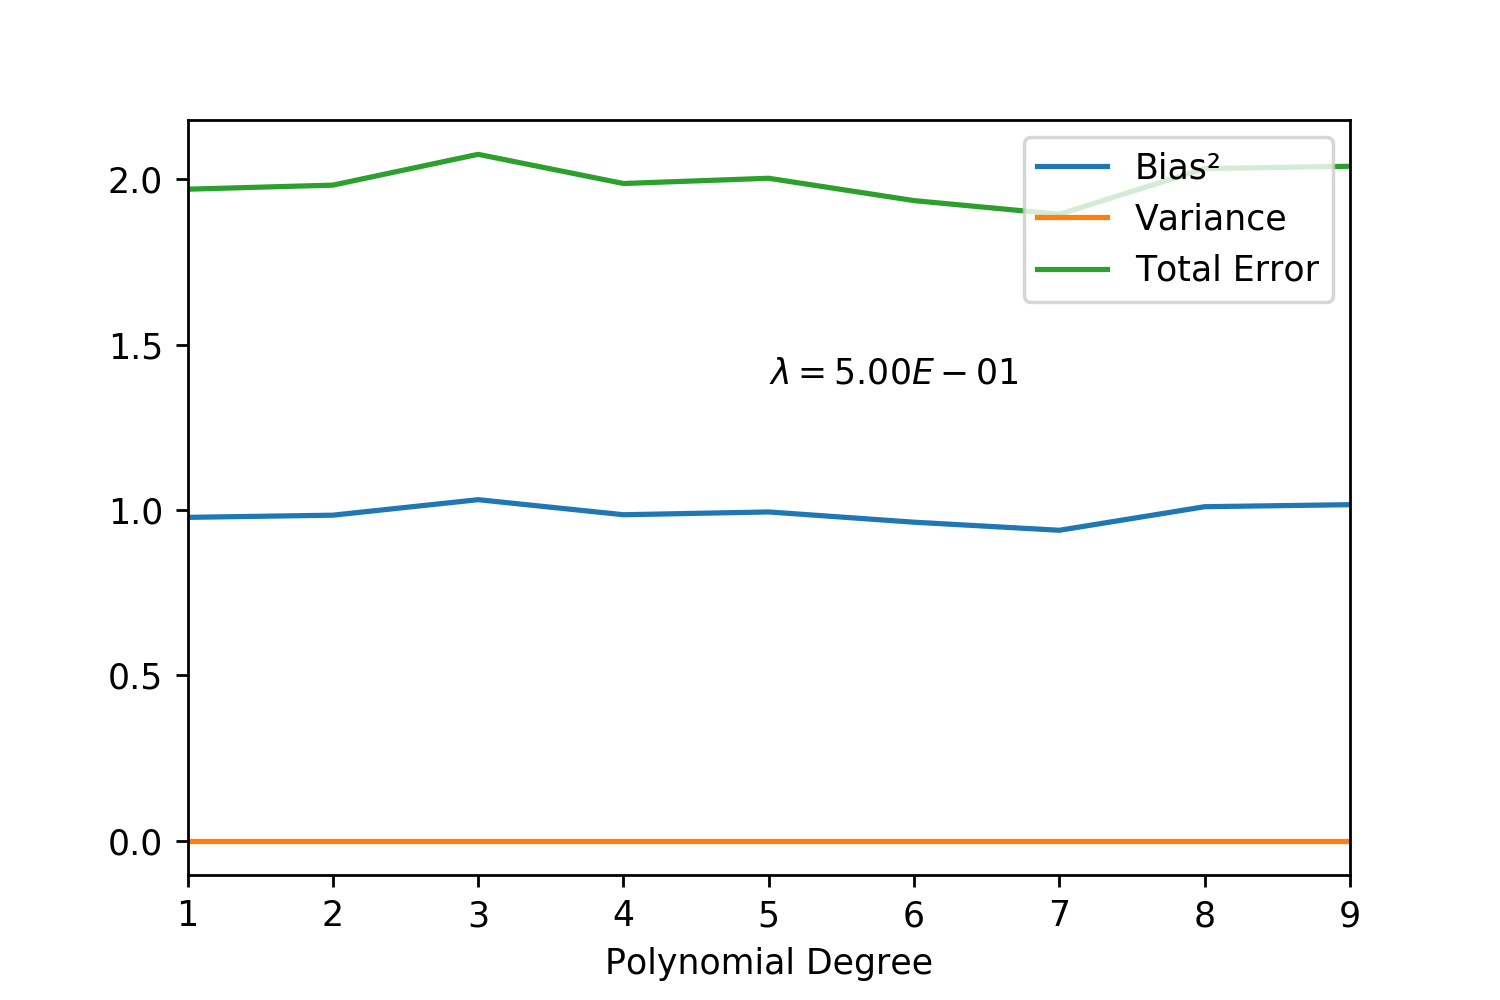 2.0
1.5
1.0
0.5
0.0
Bias²
Variance
Total Error
λ = 5.00E − 01
1 2 3 4 5 6 7 8 9
Polynomial Degree